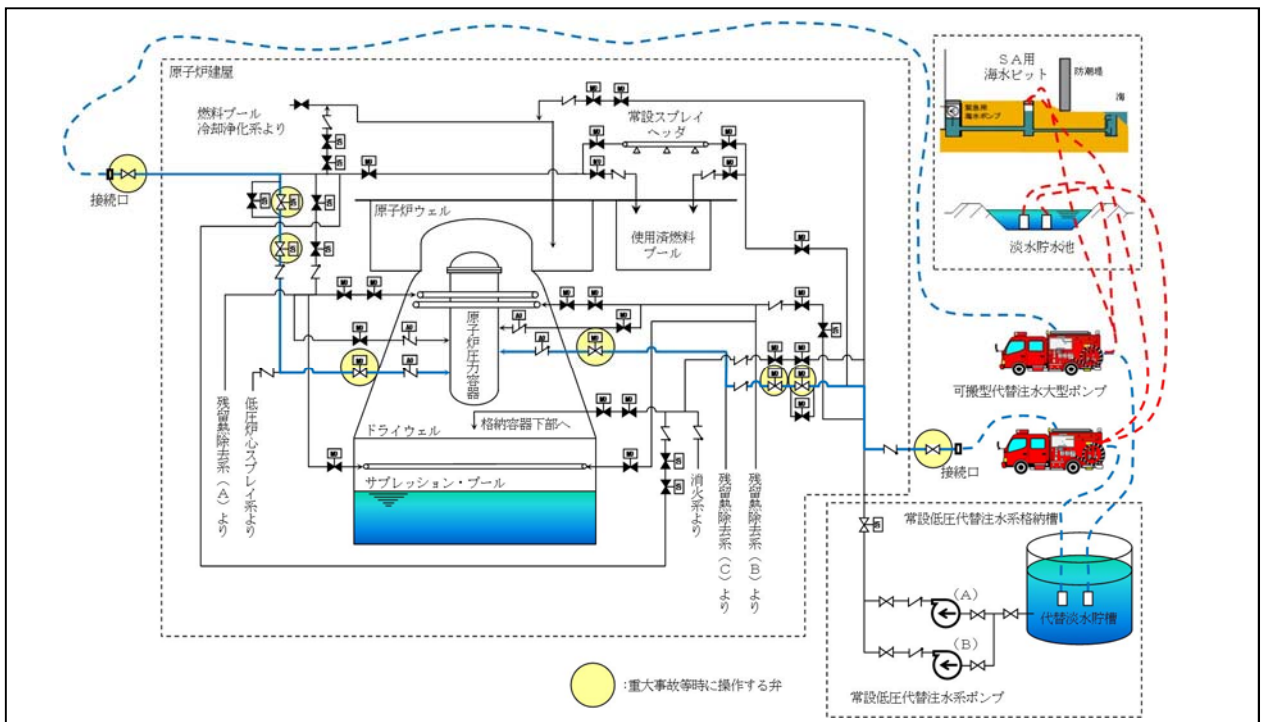 原子炉建屋
燃料プール
冷却浄化系より
常設スプレイ
ヘッダ
SA用
海水ピット
防潮堤
海
緊急用
海水ポンプ
淡水貯水池
接続口
原子炉ウェル
使用済燃料
プール
原子炉圧力容器
可搬型代替注水大型ポンプ
接続口
格納容器下部へ
ドライウェル
サプレッション・プール
残留熱除去系(A)より
低圧炉心スプレイ系より
消火系より
残留熱除去系(C)より
残留熱除去系(B)より
常設低圧代替注水系格納槽
(A)
(B)
代替淡水貯槽
常設低圧代替注水系ポンプ
:重大事故等時に操作する弁
MO
AO